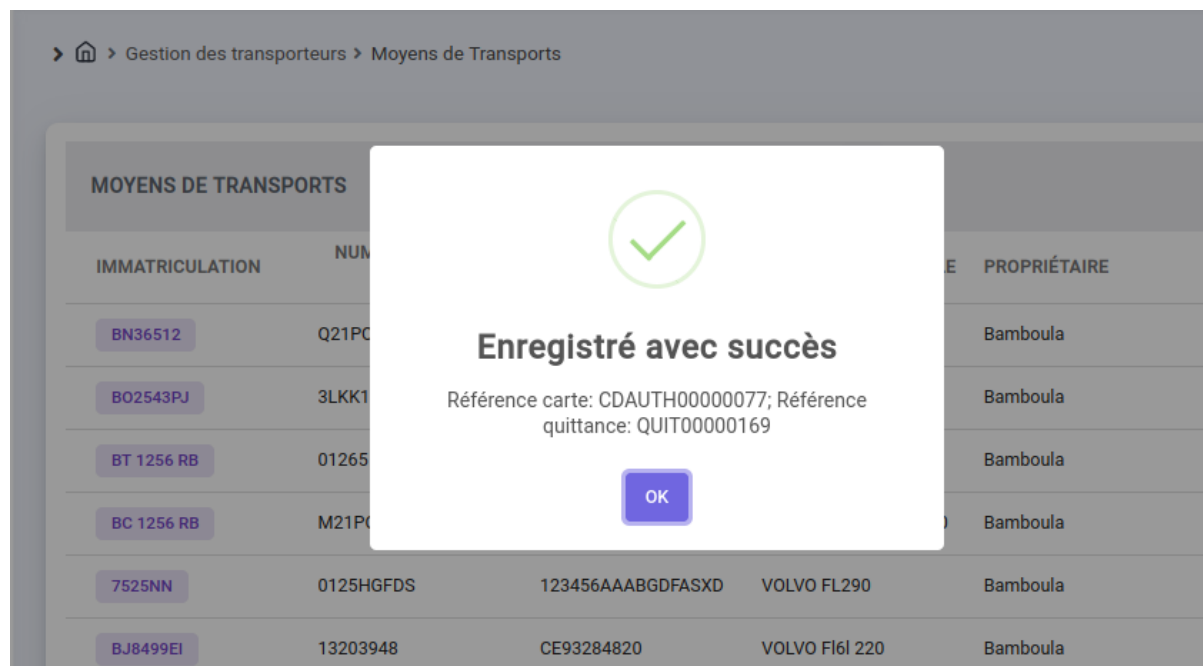 Gestion des transporteurs > Moyens de Transports
MOYENS DE TRANSPORTS
IMMATRICULATION PROPRIÉTAIRE
BN36512 Bamboula
BO2543PJ 3LKK1 Bamboula
BT 1256 RB 01265 Bamboula
BC 1256 RB Bamboula
7525NN 0125HGFDS 123456AAABGDFASXD VOLVO FL290 Bamboula
BJ8499EI 13203948 CE93284820 VOLVO Fl6l 220 Bamboula
Enregistré avec succès
Référence carte: CDAUTH00000077; Référence
quittance: QUIT00000169
OK